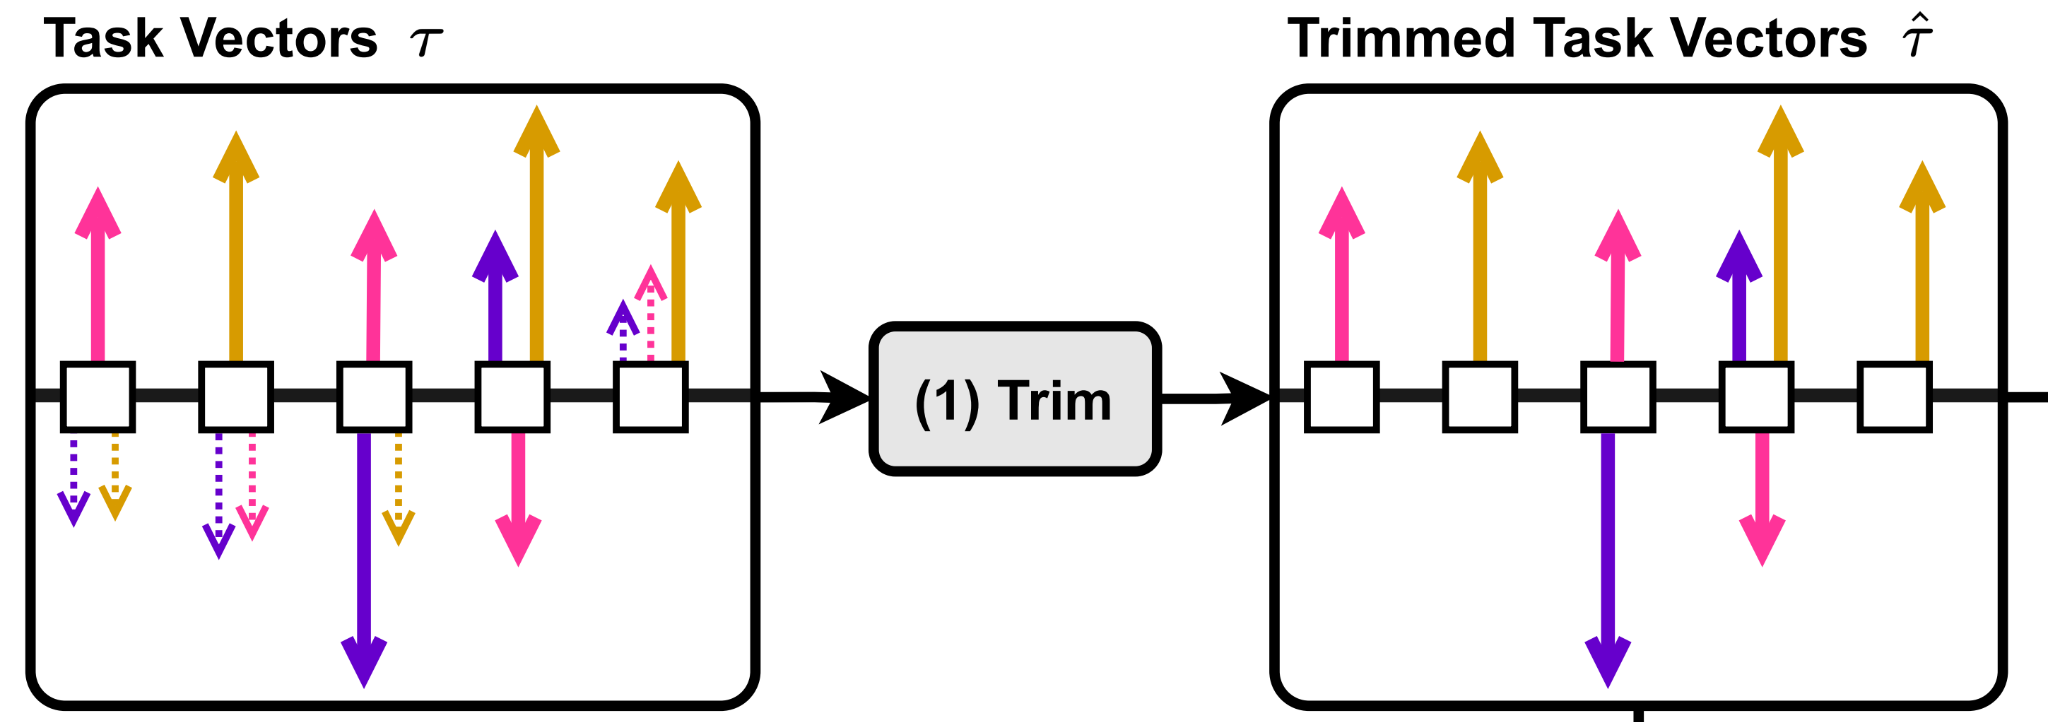 Task Vectors τ
Trimmed Task Vectors τ̂
(1) Trim